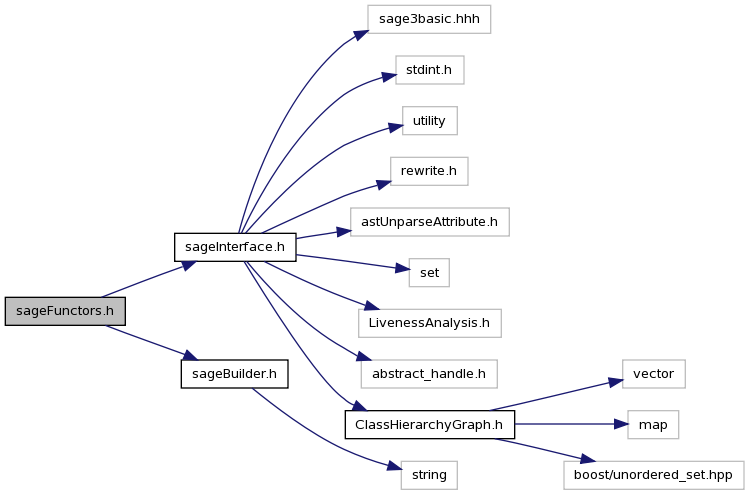 sage3basic.hhh
stdint.h
utility
rewrite.h
astUnparseAttribute.h
sageInterface.h
set
sageFunctors.h
LivenessAnalysis.h
sageBuilder.h
abstract_handle.h
vector
ClassHierarchyGraph.h
map
string
boost/unordered_set.hpp